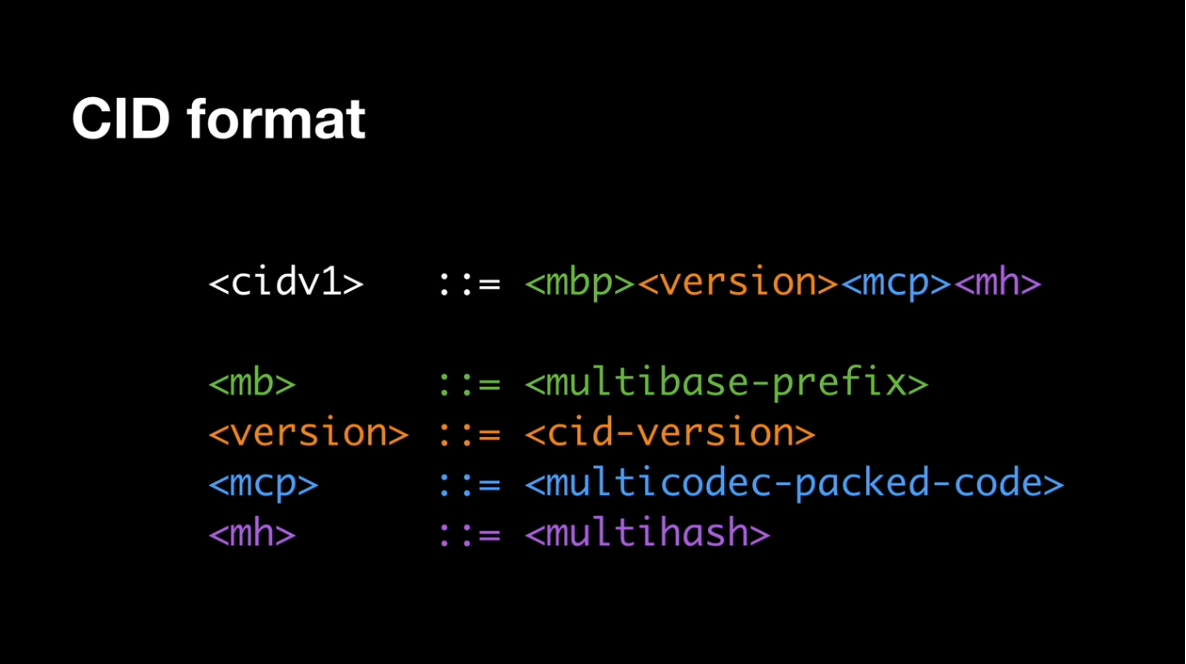 CID format
<cidv1> ::= <mbp><version><mcp><mh>
<mb> ::= <multibase-prefix>
<version> ::= <cid-version>
<mcp> ::= <multicodec-packed-code>
<mh> ::= <multihash>